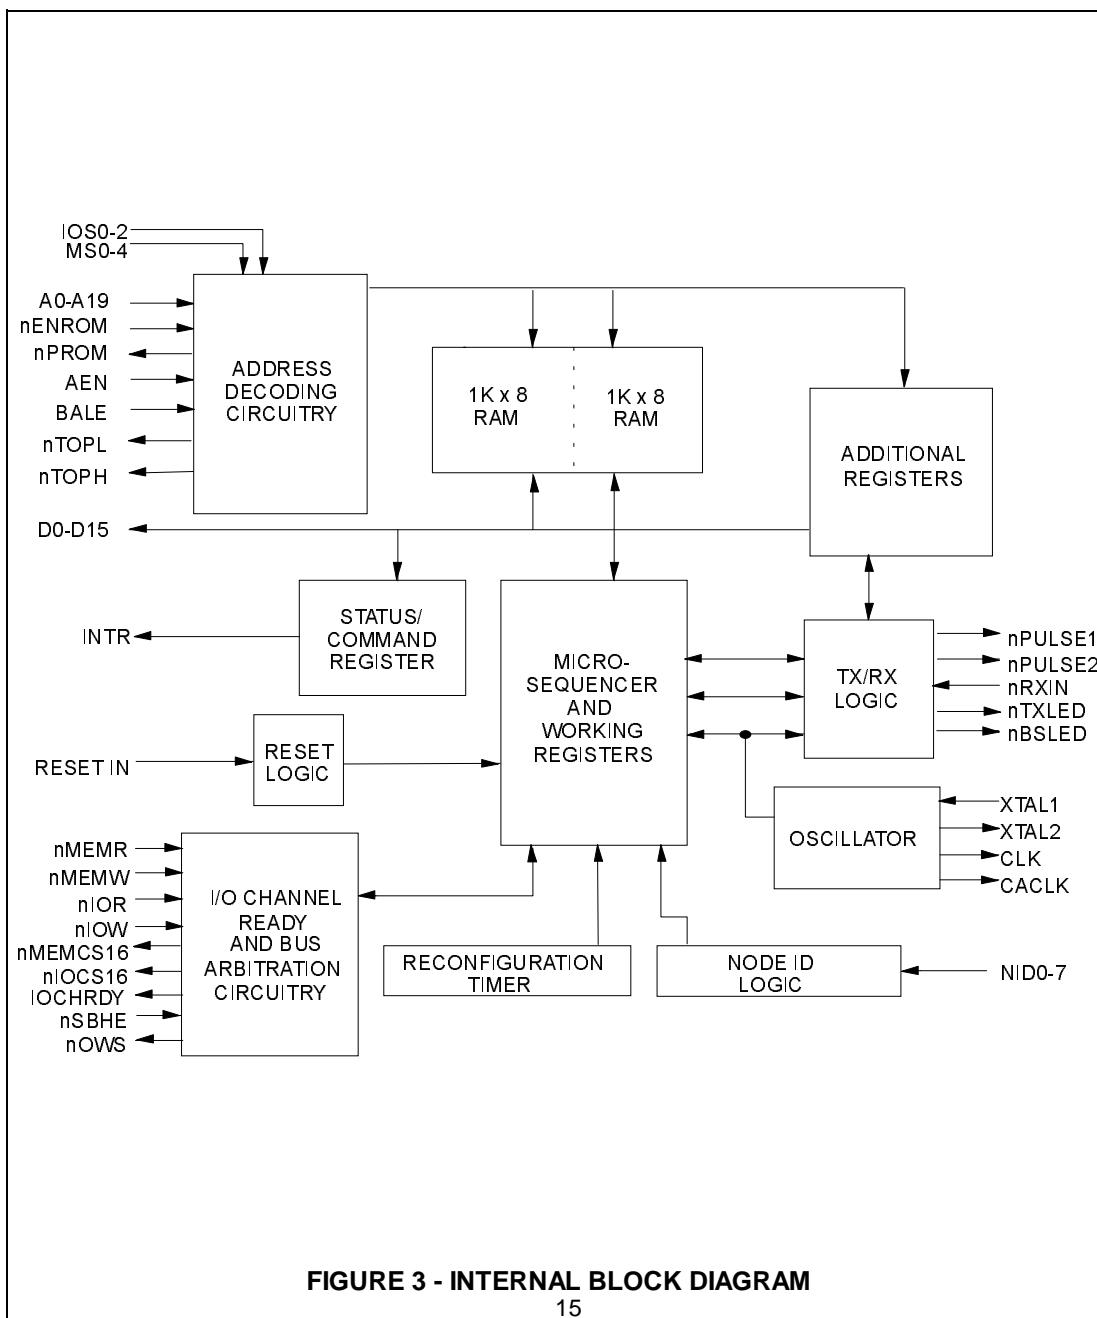 IOS0-2
MS0-4
A0-A19
nENROM
nPROM
AEN
BALE
nTOPL
nTOPH
D0-D15
ADDRESS
DECODING
CIRCUITRY
1K x 8
RAM
1K x 8
RAM
ADDITIONAL
REGISTERS
INTR
STATUS/
COMMAND
REGISTER
MICRO-
SEQUENCER
AND
WORKING
REGISTERS
TX/RX
LOGIC
nPULSE1
nPULSE2
nRXIN
nTXLED
nBSLED
RESET IN
RESET
LOGIC
OSCILLATOR
XTAL1
XTAL2
CLK
CACLK
nMEMR
nMEMW
nIOR
nIOW
nMEMCS16
nIOCS16
IOCHRDY
nSBHE
nOWS
I/O CHANNEL
READY
AND BUS
ARBITRATION
CIRCUITRY
RECONFIGURATION
TIMER
NODE ID
LOGIC
NID0-7
FIGURE 3 - INTERNAL BLOCK DIAGRAM
15